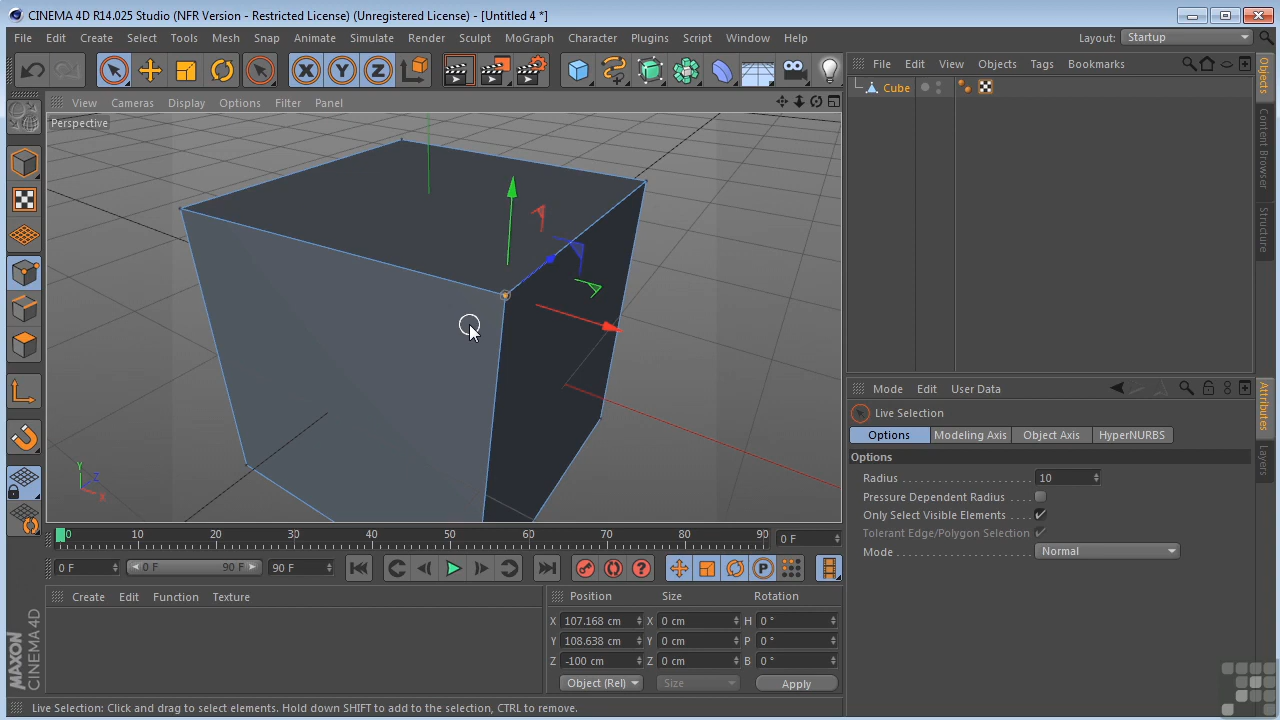 CINEMA 4D R14.025 Studio (NFR Version - Restricted License) (Unregistered License) - [Untitled 4 *]
File Edit Create Select Tools Mesh Snap Animate Simulate Render Sculpt MoGraph Character Plugins Script Window Help
Layout: Startup
X Y Z
File Edit View Objects Tags Bookmarks
View Cameras Display Options Filter Panel
Perspective
Cube
Objects
Content Browser
Structure
Y Z X
Mode Edit User Data
Live Selection
Options Modeling Axis Object Axis HyperNURBS
Options
Radius 10
Pressure Dependent Radius
Only Select Visible Elements
Tolerant Edge/Polygon Selection
Mode Normal
Attributes
Layers
0 10 20 30 40 50 60 70 80 90 0 F
0 F 0 F 90 F 90 F
P
Create Edit Function Texture
Position Size Rotation
X 107.168 cm X 0 cm H 0 °
Y 108.638 cm Y 0 cm P 0 °
Z -100 cm Z 0 cm B 0 °
Object (Rel) Size Apply
MAXON
CINEMA 4D
Live Selection: Click and drag to select elements. Hold down SHIFT to add to the selection, CTRL to remove.